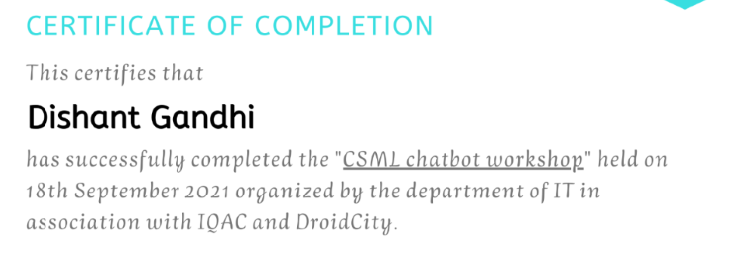 CERTIFICATE OF COMPLETION
This certifies that
Dishant Gandhi
has successfully completed the "CSML chatbot workshop" held on
18th September 2021 organized by the department of IT in
association with IQAC and DroidCity.